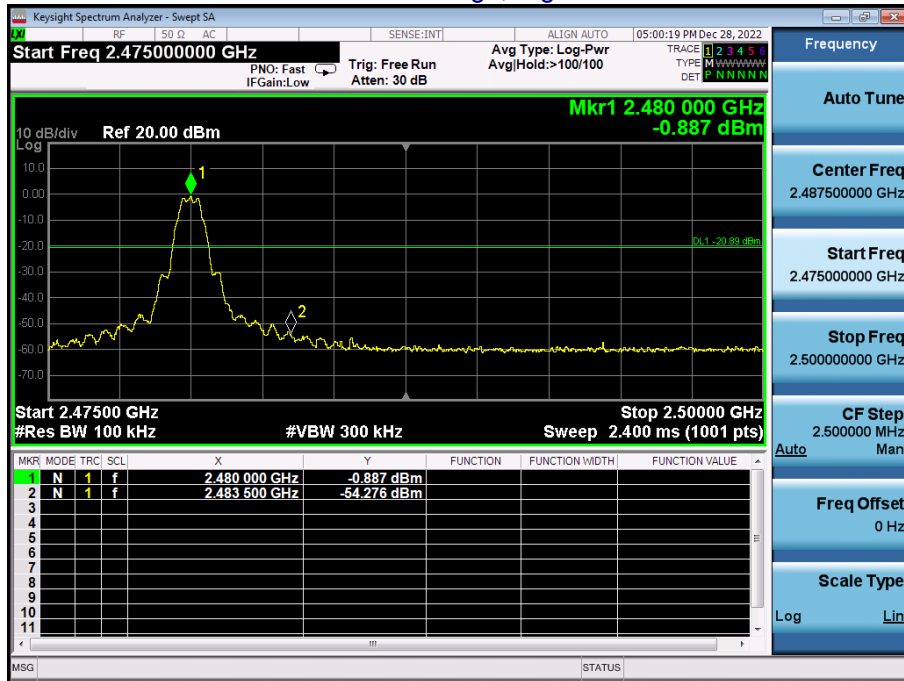 Keysight Spectrum Analyzer - Swept SA
LXI RF 50 Ω AC SENSE:INT ALIGN AUTO 05:00:19 PM Dec 28, 2022
Start Freq 2.475000000 GHz
PNO: Fast
IFGain:Low
Trig: Free Run
Atten: 30 dB
Avg Type: Log-Pwr
Avg|Hold:>100/100
TRACE 1 2 3 4 5 6
TYPE M W W W W W
DET P N N N N N
Mkr1 2.480 000 GHz
-0.887 dBm
10 dB/div Ref 20.00 dBm
Log
10.0
0.00
-10.0
-20.0
-30.0
-40.0
-50.0
-60.0
-70.0
1
2
DL1 -20.89 dBm
Start 2.47500 GHz Stop 2.50000 GHz
#Res BW 100 kHz #VBW 300 kHz Sweep 2.400 ms (1001 pts)
MKR MODE TRC SCL X Y FUNCTION FUNCTION WIDTH FUNCTION VALUE
1 N 1 f 2.480 000 GHz -0.887 dBm
2 N 1 f 2.483 500 GHz -54.276 dBm
3
4
5
6
7
8
9
10
11
MSG STATUS
Frequency
Auto Tune
Center Freq
2.487500000 GHz
Start Freq
2.475000000 GHz
Stop Freq
2.500000000 GHz
CF Step
2.500000 MHz
Auto Man
Freq Offset
0 Hz
Scale Type
Log Lin